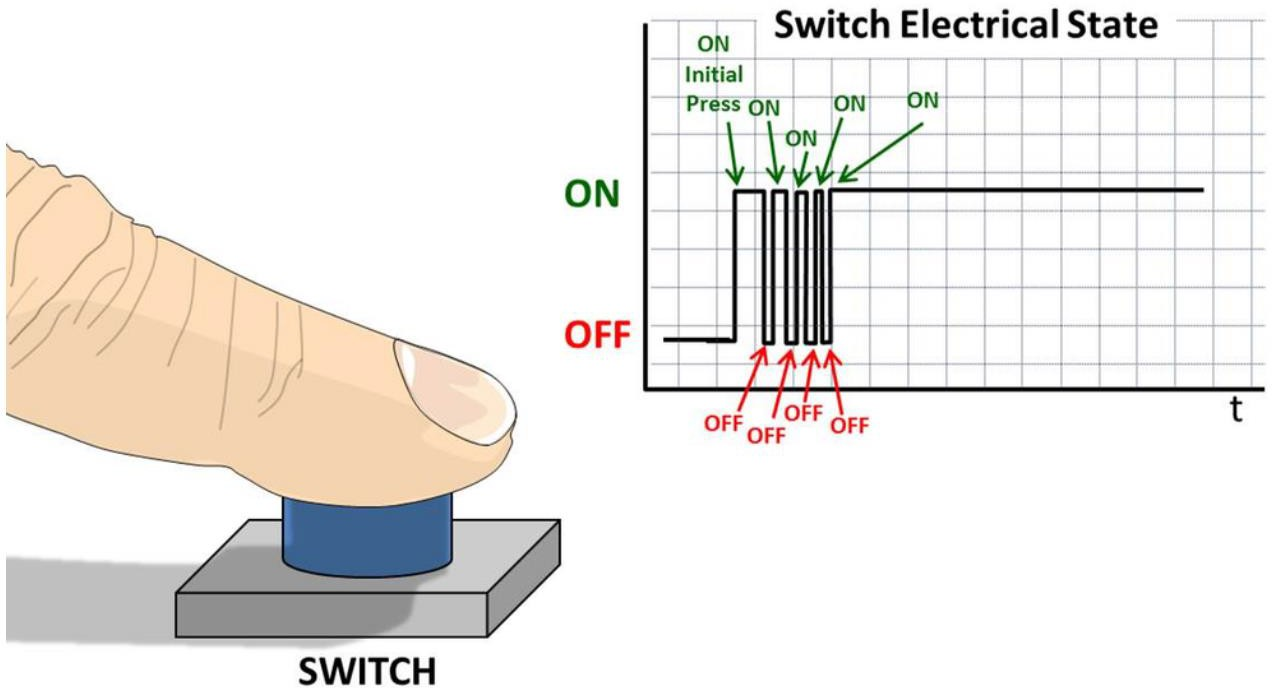 Switch Electrical State
ON
Initial
Press
ON
ON
ON
ON
ON
OFF
OFF
OFF
OFF
OFF
t
SWITCH